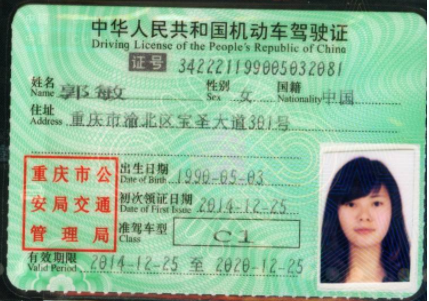 中华人民共和国机动车驾驶证
Driving License of the People's Republic of China
证号 342221199005032081
姓名 Name 郭敏 性别 Sex 女 国籍 Nationality 中国
住址 Address 重庆市渝北区宝圣大道301号
重庆市公安局交通管理局
出生日期 Date of Birth 1990-05-03
初次领证日期 Date of First Issue 2014-12-25
准驾车型 Class C1
有效期限 Valid Period 2014-12-25 至 2020-12-25